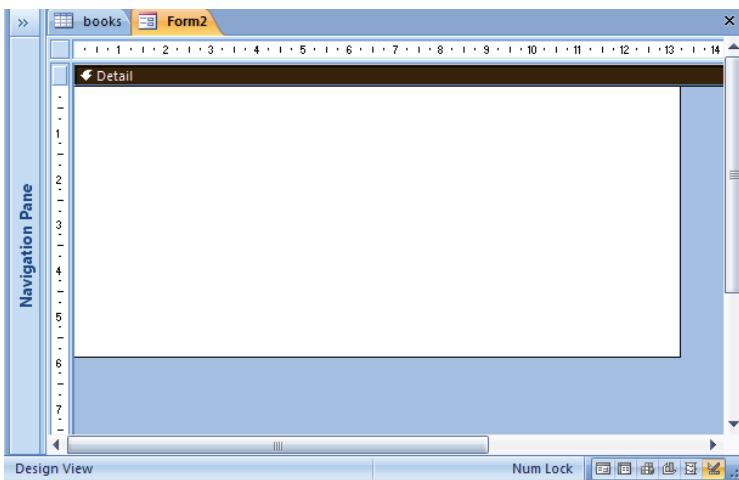 » books Form2 ×
· ı · 1 · ı · 2 · ı · 3 · ı · 4 · ı · 5 · ı · 6 · ı · 7 · ı · 8 · ı · 9 · ı · 10 · ı · 11 · ı · 12 · ı · 13 · ı · 14
Detail
1
2
3
4
5
6
7
Navigation Pane
Design View Num Lock